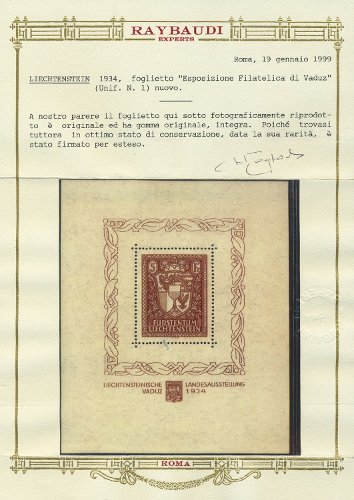 RAYBAUDI
EXPERTS
Roma, 19 gennaio 1999
LIECHTENSTEIN 1934, foglietto "Esposizione Filatelica di Vaduz"
(Unif. N. 1) nuovo.
A nostro parere il foglietto qui sotto fotograficamente riprodot-
to è originale ed ha gomma originale, integra. Poiché trovasi
tuttora in ottimo stato di conservazione, data la sua rarità, è
stato firmato per esteso.
5 Fr
FÜRSTENTUM
LIECHTENSTEIN
LIECHTENSTEINISCHE LANDESAUSSTELLUNG
VADUZ 1934
ROMA